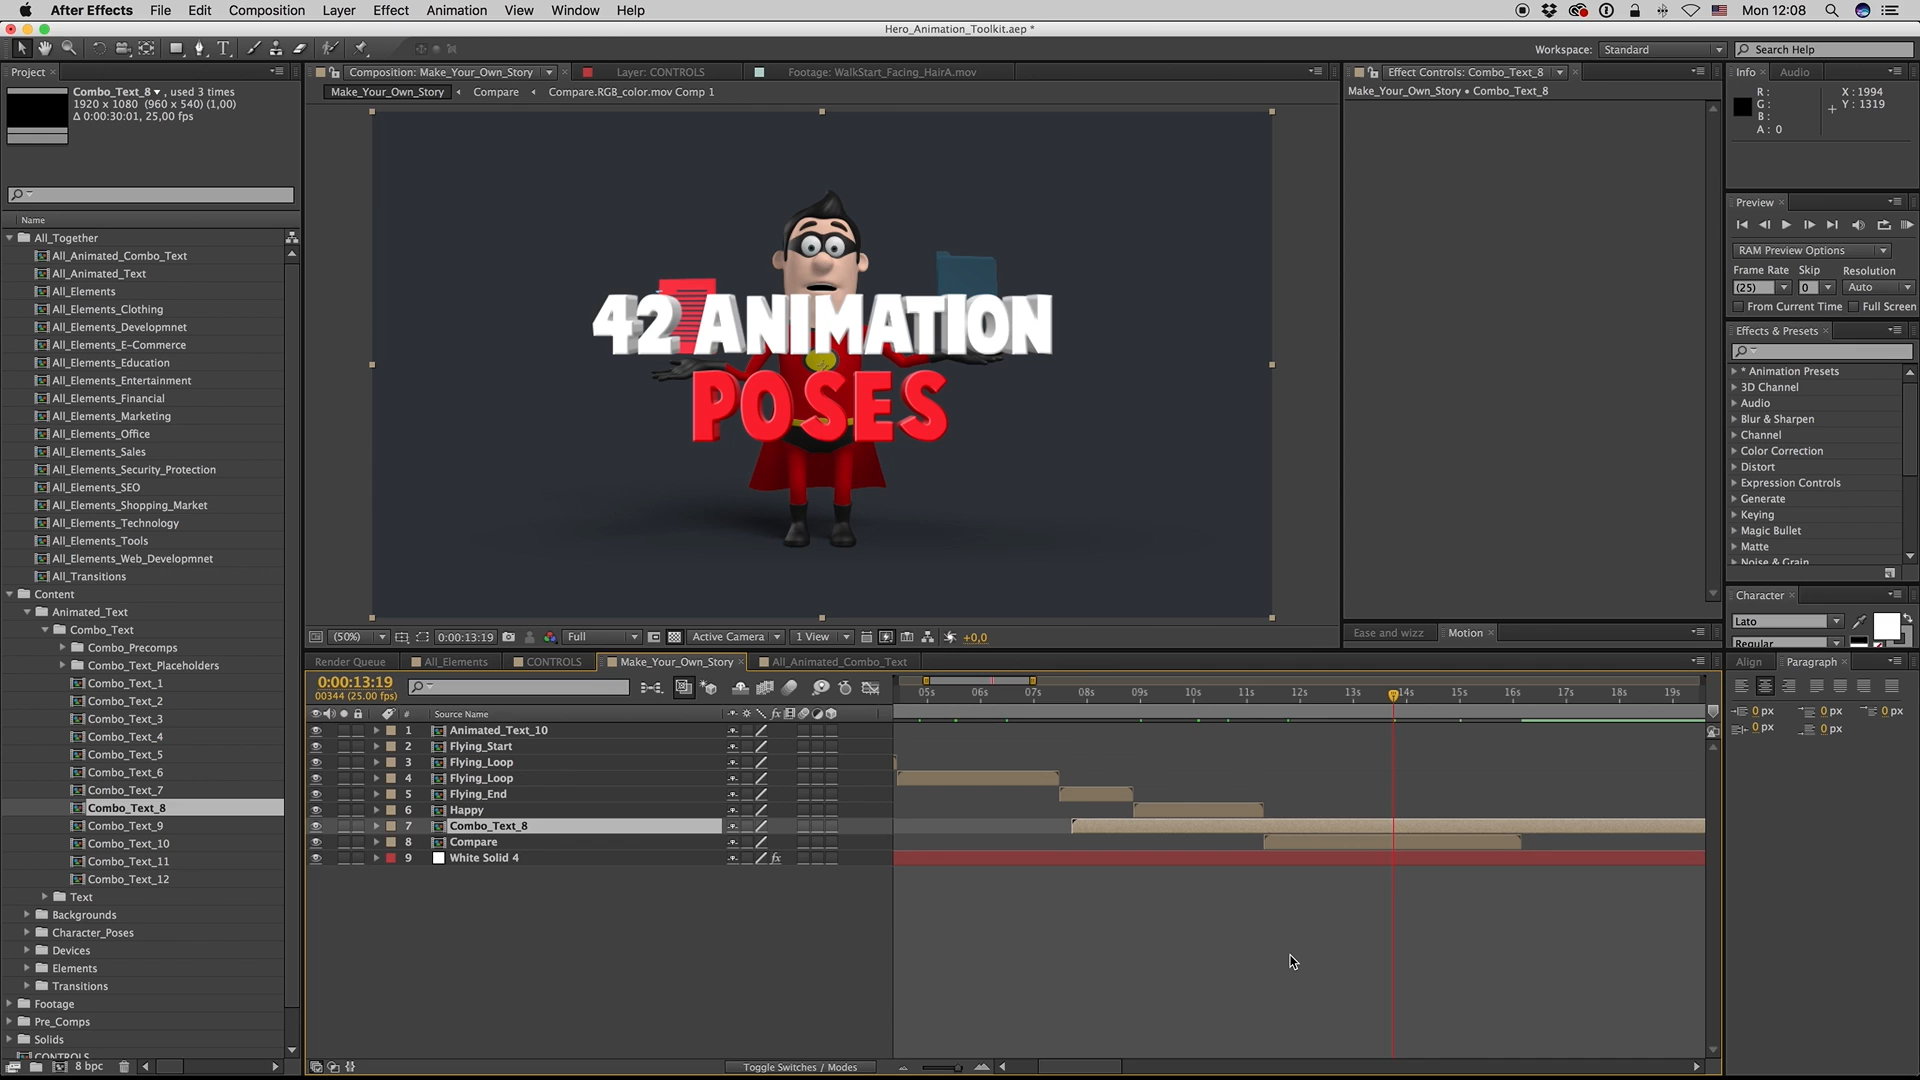 After Effects File Edit Composition Layer Effect Animation View Window Help Mon 12:08
Hero_Animation_Toolkit.aep *
Workspace: Standard Search Help
Project
Combo_Text_8 , used 3 times
1920 x 1080 (960 x 540) (1,00)
Δ 0:00:30:01, 25,00 fps
Name
All_Together
All_Animated_Combo_Text
All_Animated_Text
All_Elements
All_Elements_Clothing
All_Elements_Developmnet
All_Elements_E-Commerce
All_Elements_Education
All_Elements_Entertainment
All_Elements_Financial
All_Elements_Marketing
All_Elements_Office
All_Elements_Sales
All_Elements_Security_Protection
All_Elements_SEO
All_Elements_Shopping_Market
All_Elements_Technology
All_Elements_Tools
All_Elements_Web_Developmnet
All_Transitions
Content
Animated_Text
Combo_Text
Combo_Precomps
Combo_Text_Placeholders
Combo_Text_1
Combo_Text_2
Combo_Text_3
Combo_Text_4
Combo_Text_5
Combo_Text_6
Combo_Text_7
Combo_Text_8
Combo_Text_9
Combo_Text_10
Combo_Text_11
Combo_Text_12
Text
Backgrounds
Character_Poses
Devices
Elements
Transitions
Footage
Pre_Comps
Solids
CONTROLS
8 bpc
Composition: Make_Your_Own_Story Layer: CONTROLS Footage: WalkStart_Facing_HairA.mov
Make_Your_Own_Story Compare Compare.RGB_color.mov Comp 1
42 ANIMATION
POSES
(50%) 0:00:13:19 Full Active Camera 1 View +0,0
Effect Controls: Combo_Text_8
Make_Your_Own_Story • Combo_Text_8
Ease and wizz Motion
Info Audio
R :
G :
B :
A : 0
X : 1994
Y : 1319
Preview
RAM Preview Options
Frame Rate Skip Resolution
(25) 0 Auto
From Current Time Full Screen
Effects & Presets
* Animation Presets
3D Channel
Audio
Blur & Sharpen
Channel
Color Correction
Distort
Expression Controls
Generate
Keying
Magic Bullet
Matte
Noise & Grain
Character
Lato
Regular
Align Paragraph
0 px 0 px 0 px
0 px 0 px
Render Queue All_Elements CONTROLS Make_Your_Own_Story All_Animated_Combo_Text
0:00:13:19
00344 (25.00 fps)
05s 06s 07s 08s 09s 10s 11s 12s 13s 14s 15s 16s 17s 18s 19s
# Source Name fx
1 Animated_Text_10
2 Flying_Start
3 Flying_Loop
4 Flying_Loop
5 Flying_End
6 Happy
7 Combo_Text_8
8 Compare
9 White Solid 4 fx
Toggle Switches / Modes